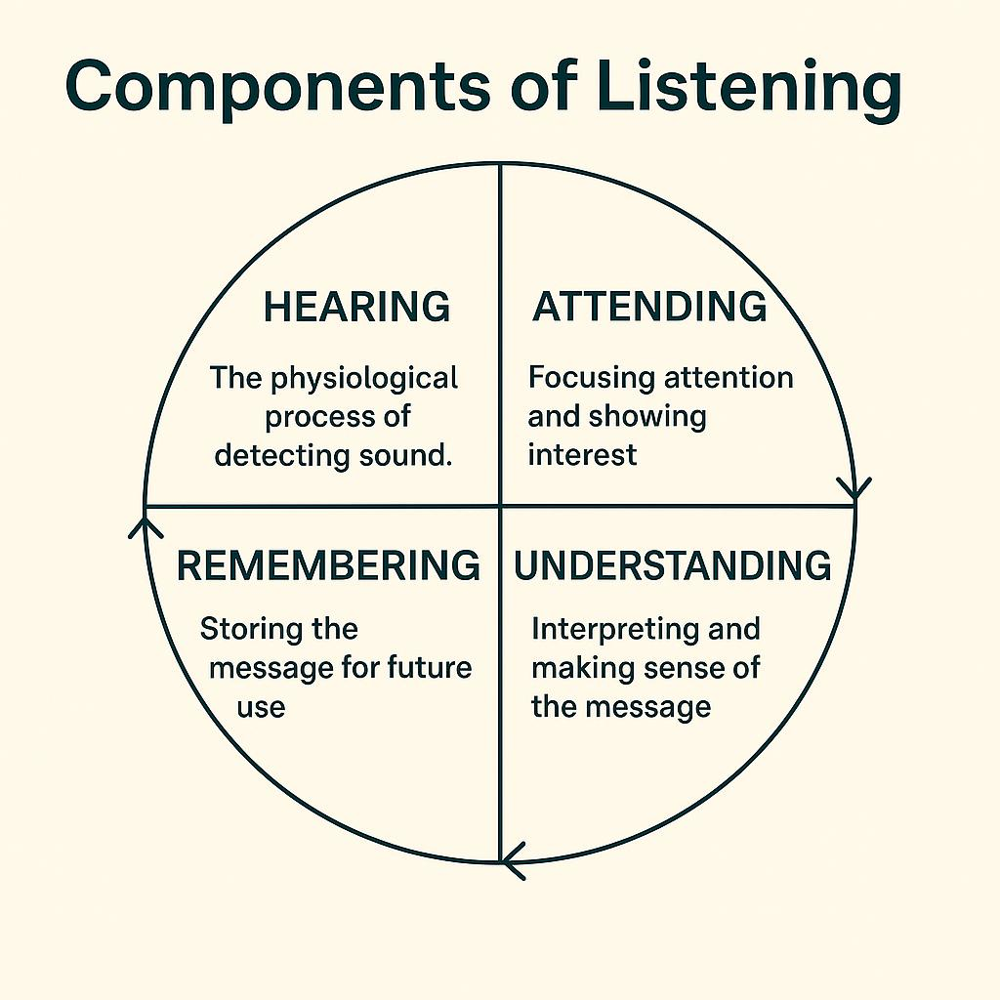 Components of Listening
HEARING
The physiological
process of
detecting sound.
ATTENDING
Focusing attention
and showing
interest
REMEMBERING
Storing the
message for future
use
UNDERSTANDING
Interpreting and
making sense of
the message